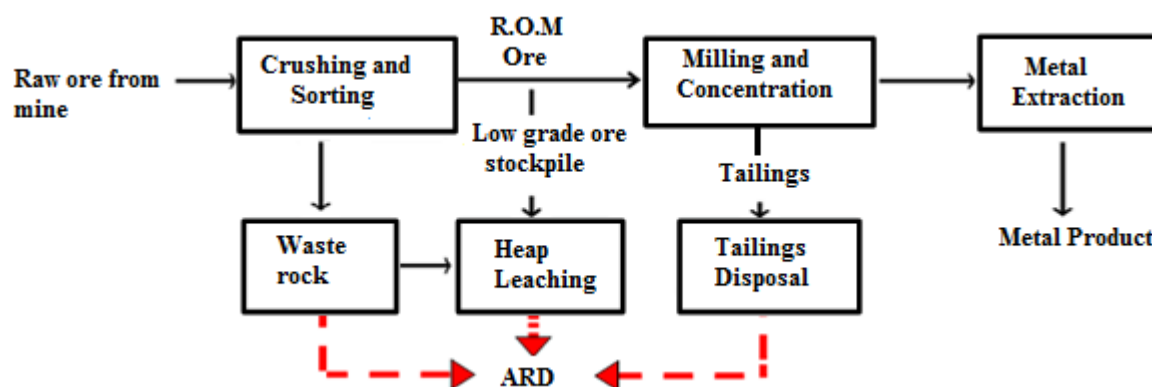 R.O.M
Ore
Raw ore from
mine
Crushing and
Sorting
Milling and
Concentration
Metal
Extraction
Low grade ore
stockpile
Tailings
Waste
rock
Heap
Leaching
Tailings
Disposal
Metal Product
ARD